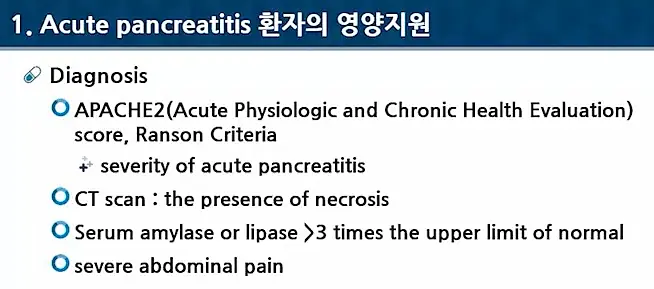 1. Acute pancreatitis 환자의 영양지원
Diagnosis
APACHE2(Acute Physiologic and Chronic Health Evaluation)
score, Ranson Criteria
severity of acute pancreatitis
CT scan : the presence of necrosis
Serum amylase or lipase >3 times the upper limit of normal
severe abdominal pain